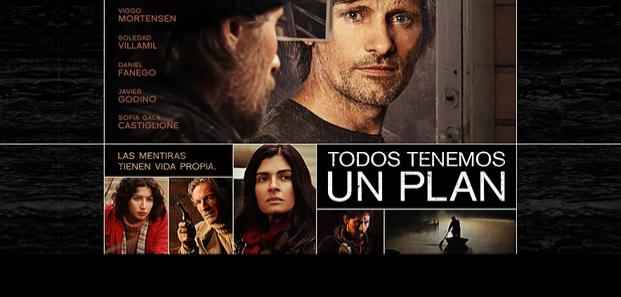 VIGGO
MORTENSEN
SOLEDAD
VILLAMIL
DANIEL
FANEGO
JAVIER
GODINO
SOFIA GALA
CASTIGLIONE
LAS MENTIRAS
TIENEN VIDA PROPIA.
TODOS TENEMOS
UN PLAN